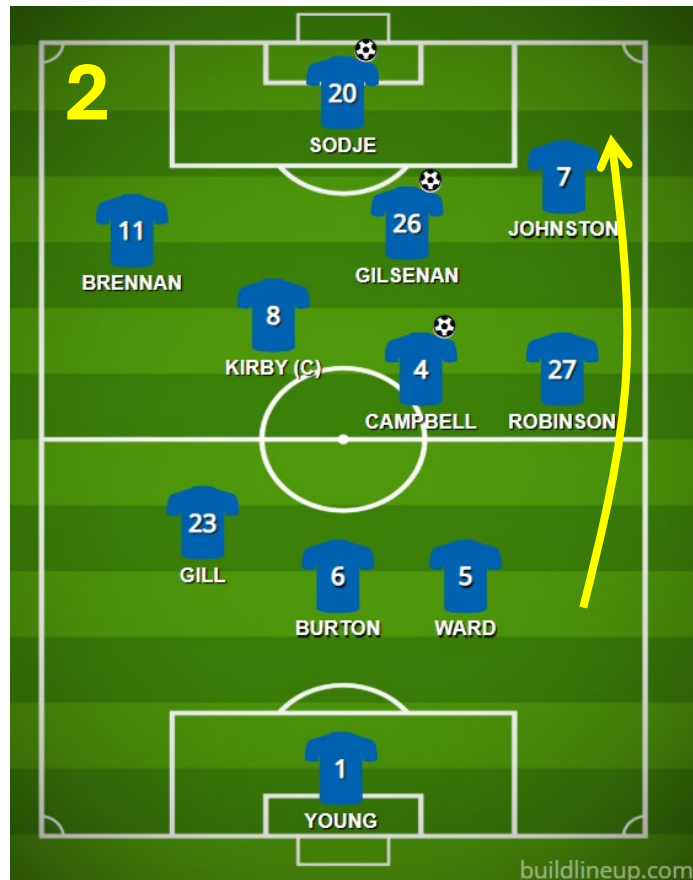 2
20
SODJE
7
JOHNSTON
11
BRENNAN
26
GILSENAN
8
KIRBY (C)
4
CAMPBELL
27
ROBINSON
23
GILL
6
BURTON
5
WARD
1
YOUNG
buildlineup.com